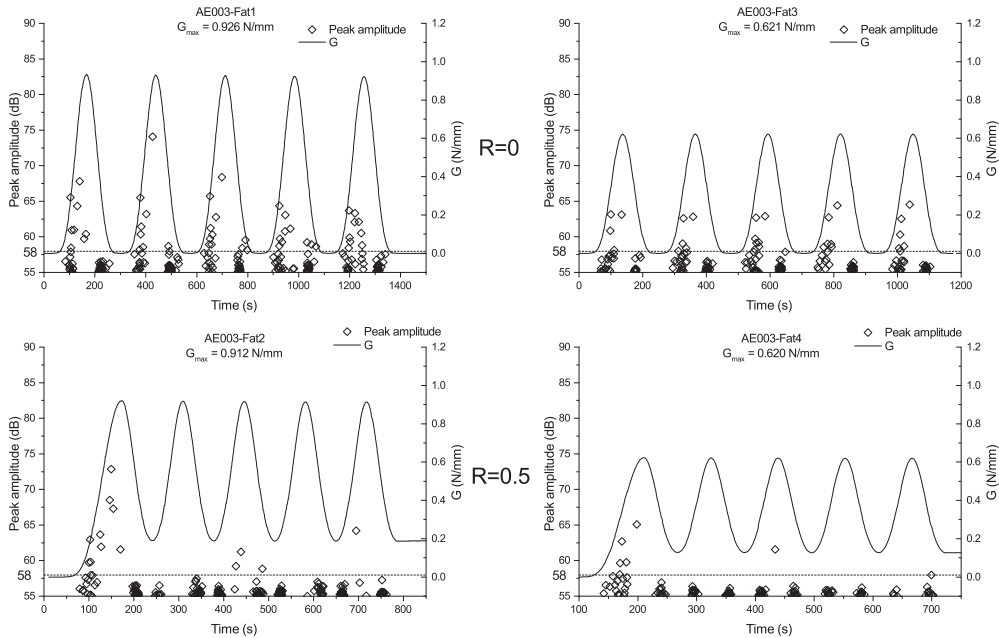 AE003-Fat1
Gmax = 0.926 N/mm
Peak amplitude
G
90
85
80
75
70
65
60
58
55
Peak amplitude (dB)
1.2
1.0
0.8
0.6
0.4
0.2
0.0
G (N/mm)
0 200 400 600 800 1000 1200 1400
Time (s)
R=0
AE003-Fat3
Gmax = 0.621 N/mm
Peak amplitude
G
90
85
80
75
70
65
60
58
55
Peak amplitude (dB)
1.2
1.0
0.8
0.6
0.4
0.2
0.0
G (N/mm)
0 200 400 600 800 1000 1200
Time (s)
AE003-Fat2
Gmax = 0.912 N/mm
Peak amplitude
G
90
85
80
75
70
65
60
58
55
Peak amplitude (dB)
1.2
1.0
0.8
0.6
0.4
0.2
0.0
G (N/mm)
0 100 200 300 400 500 600 700 800
Time (s)
R=0.5
AE003-Fat4
Gmax = 0.620 N/mm
Peak amplitude
G
90
85
80
75
70
65
60
58
55
Peak amplitude (dB)
1.2
1.0
0.8
0.6
0.4
0.2
0.0
G (N/mm)
100 200 300 400 500 600 700
Time (s)